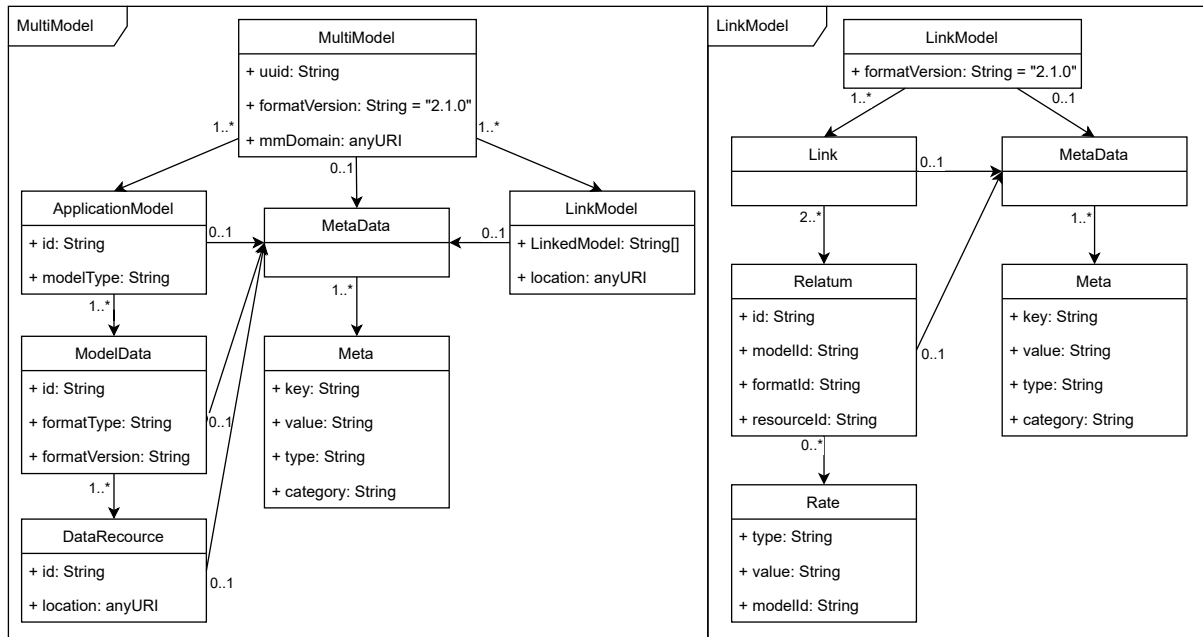 MultiModel
MultiModel
+ uuid: String
+ formatVersion: String = "2.1.0"
+ mmDomain: anyURI
1..*
0..1
1..*
ApplicationModel
+ id: String
+ modelType: String
0..1
MetaData
0..1
LinkModel
+ LinkedModel: String[]
+ location: anyURI
1..*
1..*
ModelData
+ id: String
+ formatType: String
+ formatVersion: String
0..1
Meta
+ key: String
+ value: String
+ type: String
+ category: String
1..*
DataRecource
+ id: String
+ location: anyURI
0..1
LinkModel
LinkModel
+ formatVersion: String = "2.1.0"
1..*
0..1
Link
0..1
MetaData
2..*
1..*
Relatum
+ id: String
+ modelId: String
+ formatId: String
+ resourceId: String
0..1
Meta
+ key: String
+ value: String
+ type: String
+ category: String
0..*
Rate
+ type: String
+ value: String
+ modelId: String